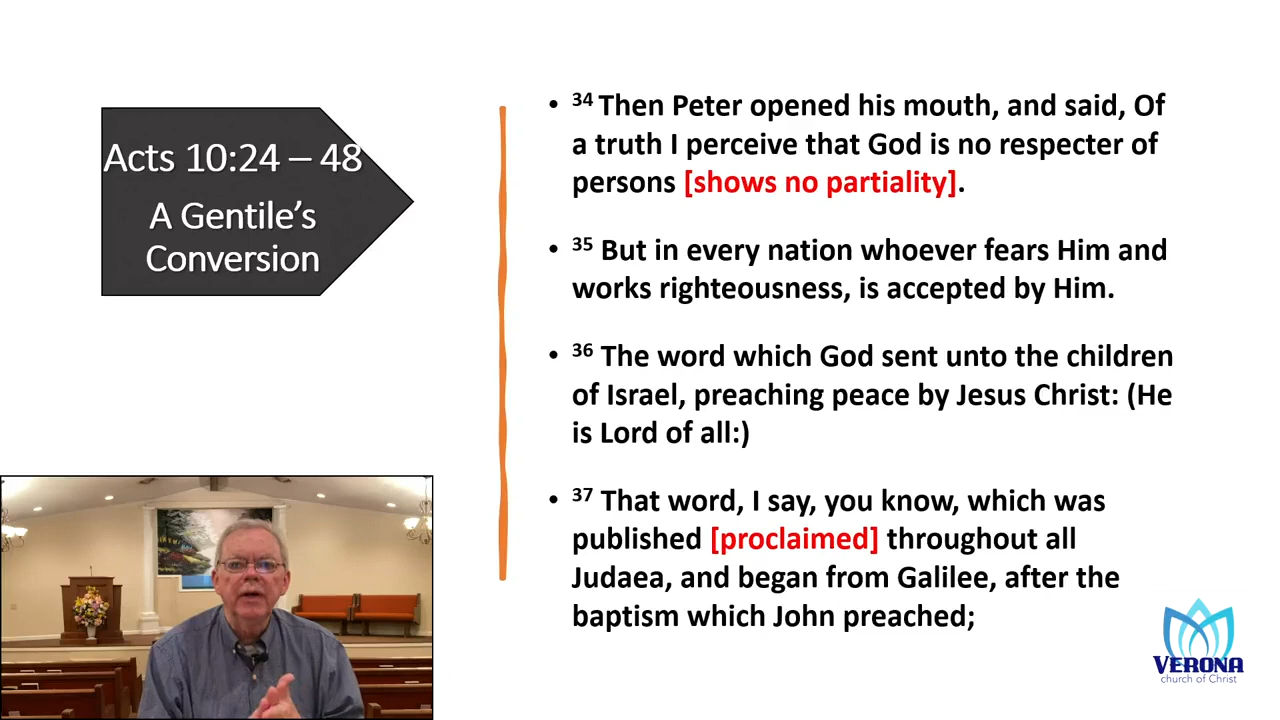 Acts 10:24 – 48
A Gentile's
Conversion
• 34 Then Peter opened his mouth, and said, Of
a truth I perceive that God is no respecter of
persons [shows no partiality].
• 35 But in every nation whoever fears Him and
works righteousness, is accepted by Him.
• 36 The word which God sent unto the children
of Israel, preaching peace by Jesus Christ: (He
is Lord of all:)
• 37 That word, I say, you know, which was
published [proclaimed] throughout all
Judaea, and began from Galilee, after the
baptism which John preached;
VERONA
church of Christ